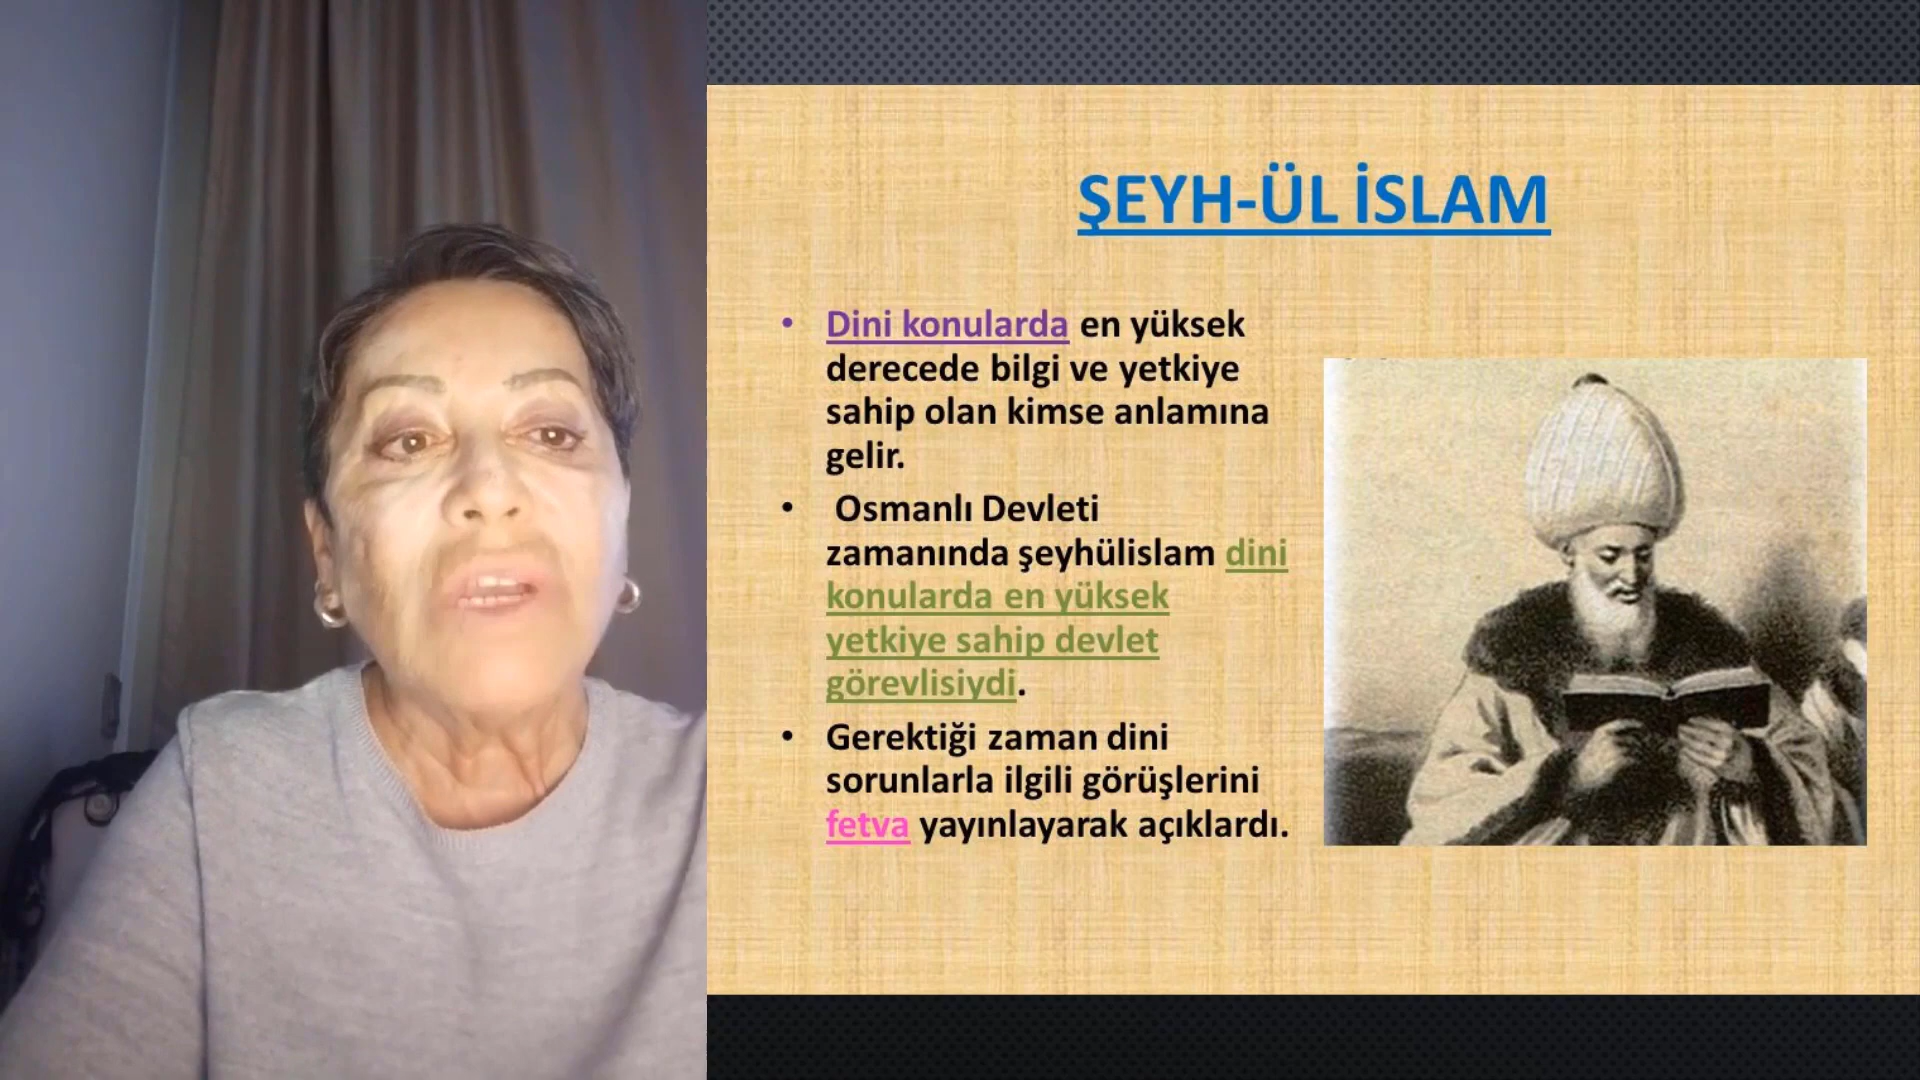 ŞEYH-ÜL İSLAM
• Dini konularda en yüksek
derecede bilgi ve yetkiye
sahip olan kimse anlamına
gelir.
• Osmanlı Devleti
zamanında şeyhülislam dini
konularda en yüksek
yetkiye sahip devlet
görevlisiydi.
• Gerektiği zaman dini
sorunlarla ilgili görüşlerini
fetva yayınlayarak açıklardı.